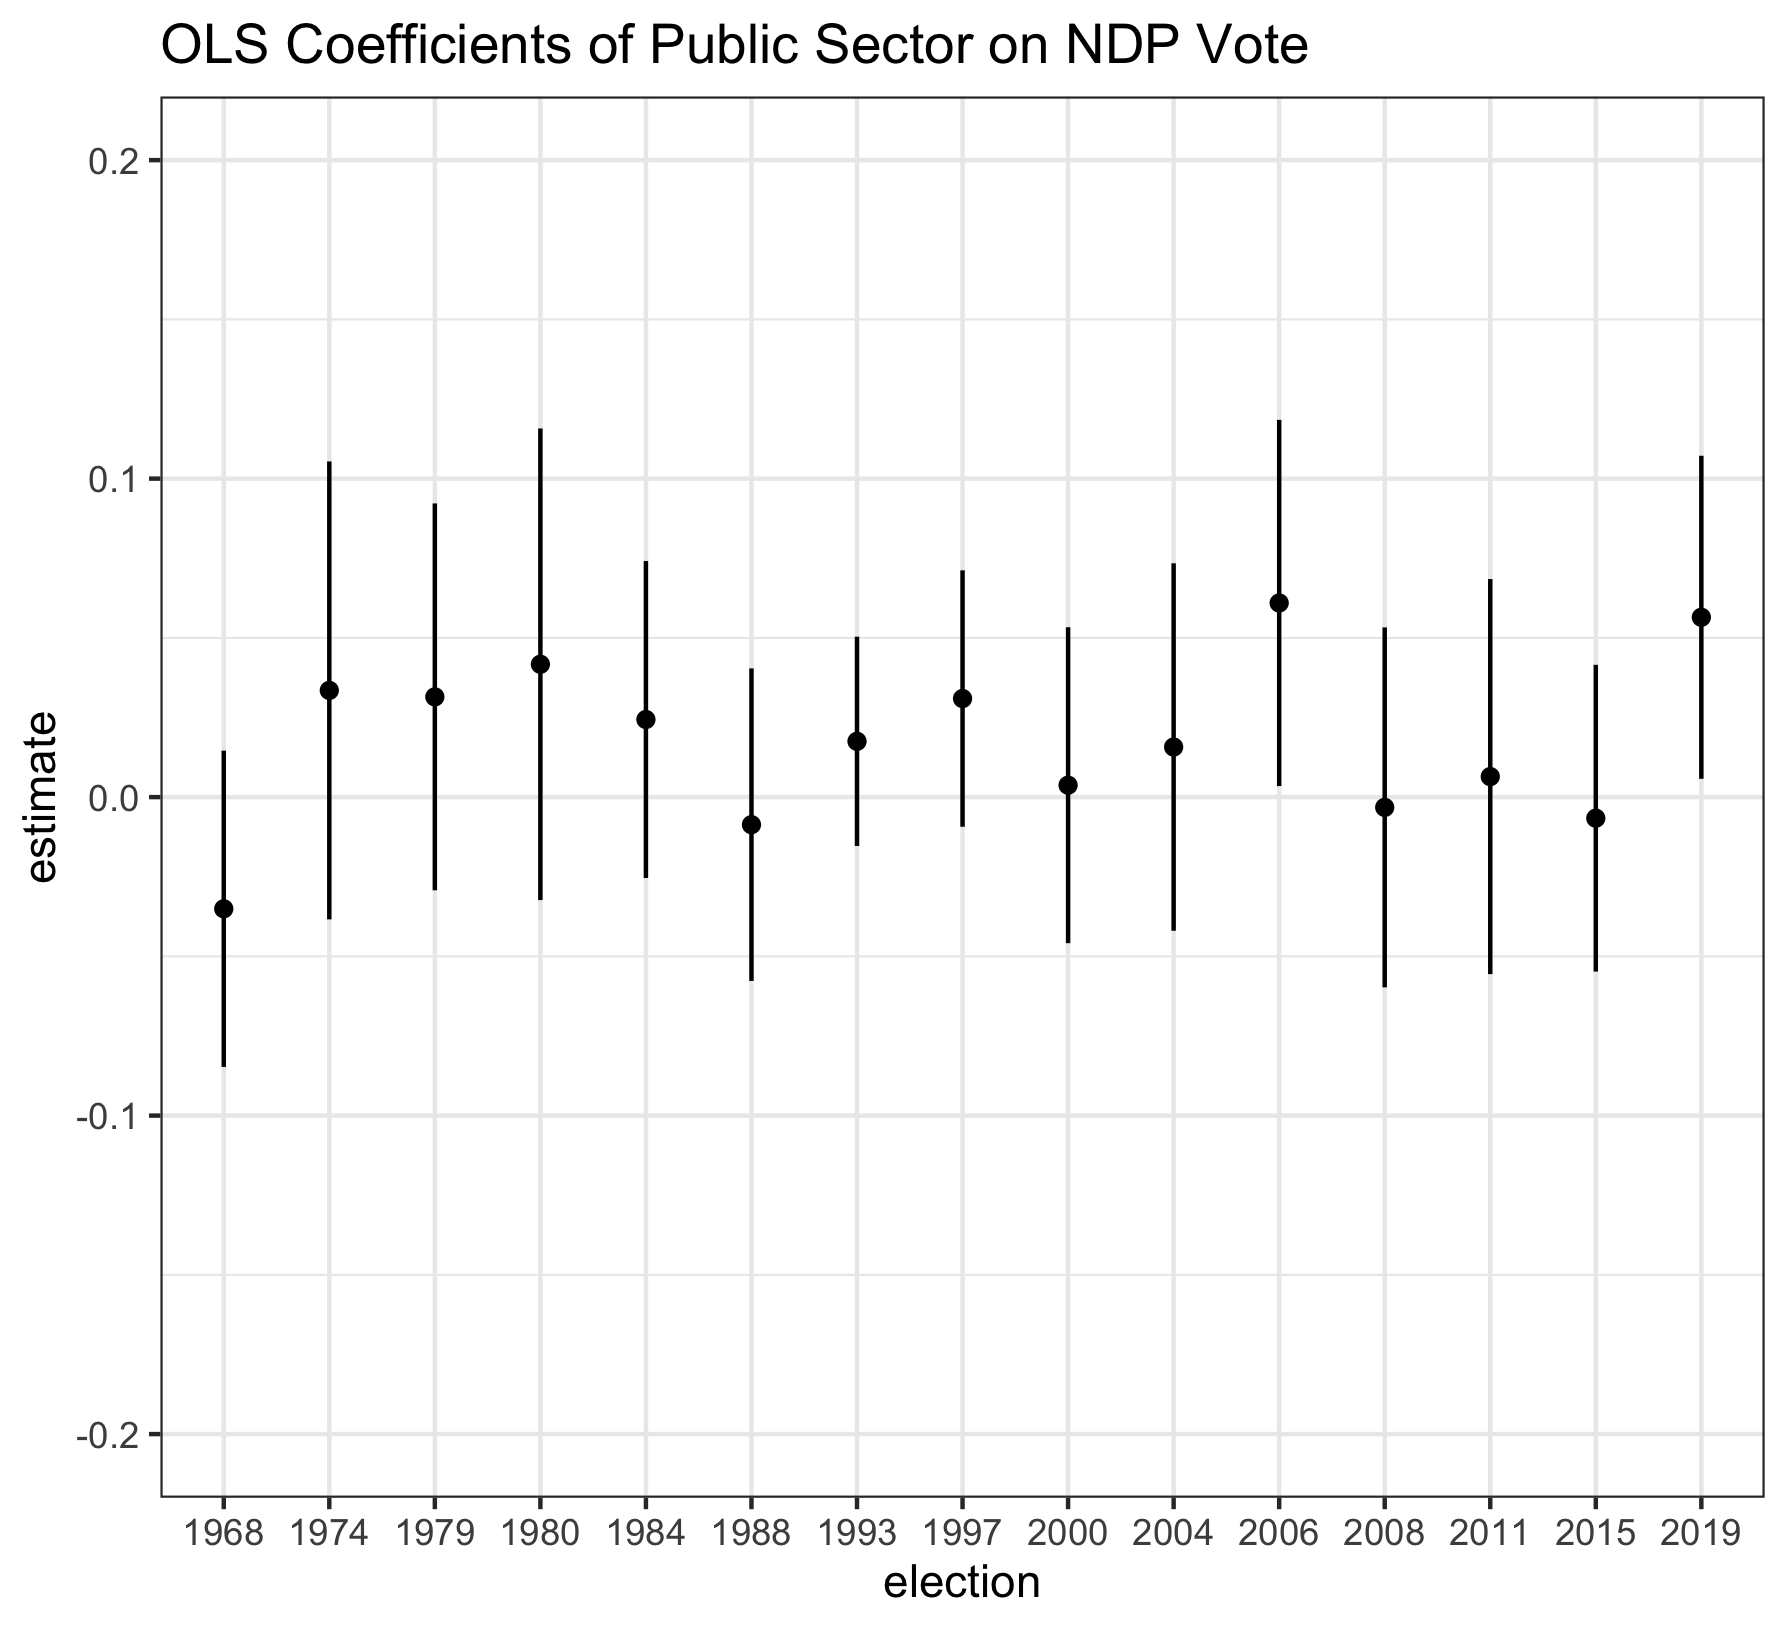 OLS Coefficients of Public Sector on NDP Vote
0.2
0.1
0.0
-0.1
-0.2
estimate
1968 1974 1979 1980 1984 1988 1993 1997 2000 2004 2006 2008 2011 2015 2019
election